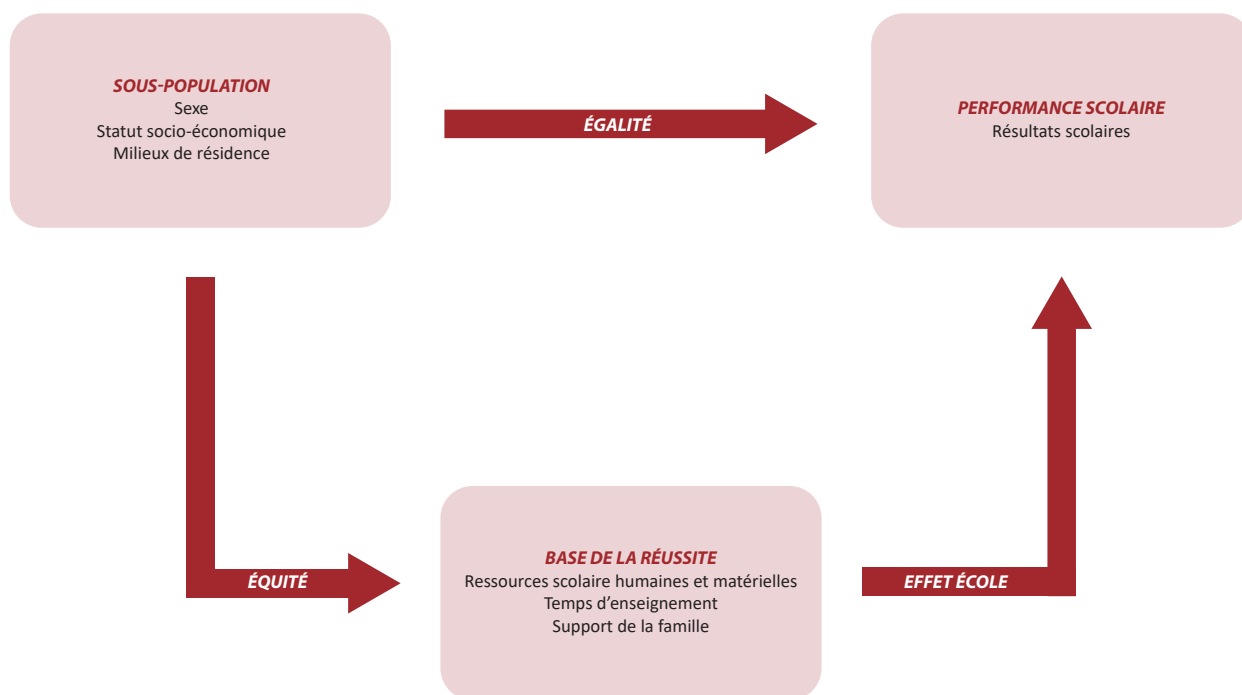 SOUS-POPULATION
Sexe
Statut socio-économique
Milieux de résidence
ÉGALITÉ
PERFORMANCE SCOLAIRE
Résultats scolaires
ÉQUITÉ
BASE DE LA RÉUSSITE
Ressources scolaire humaines et matérielles
Temps d'enseignement
Support de la famille
EFFET ÉCOLE